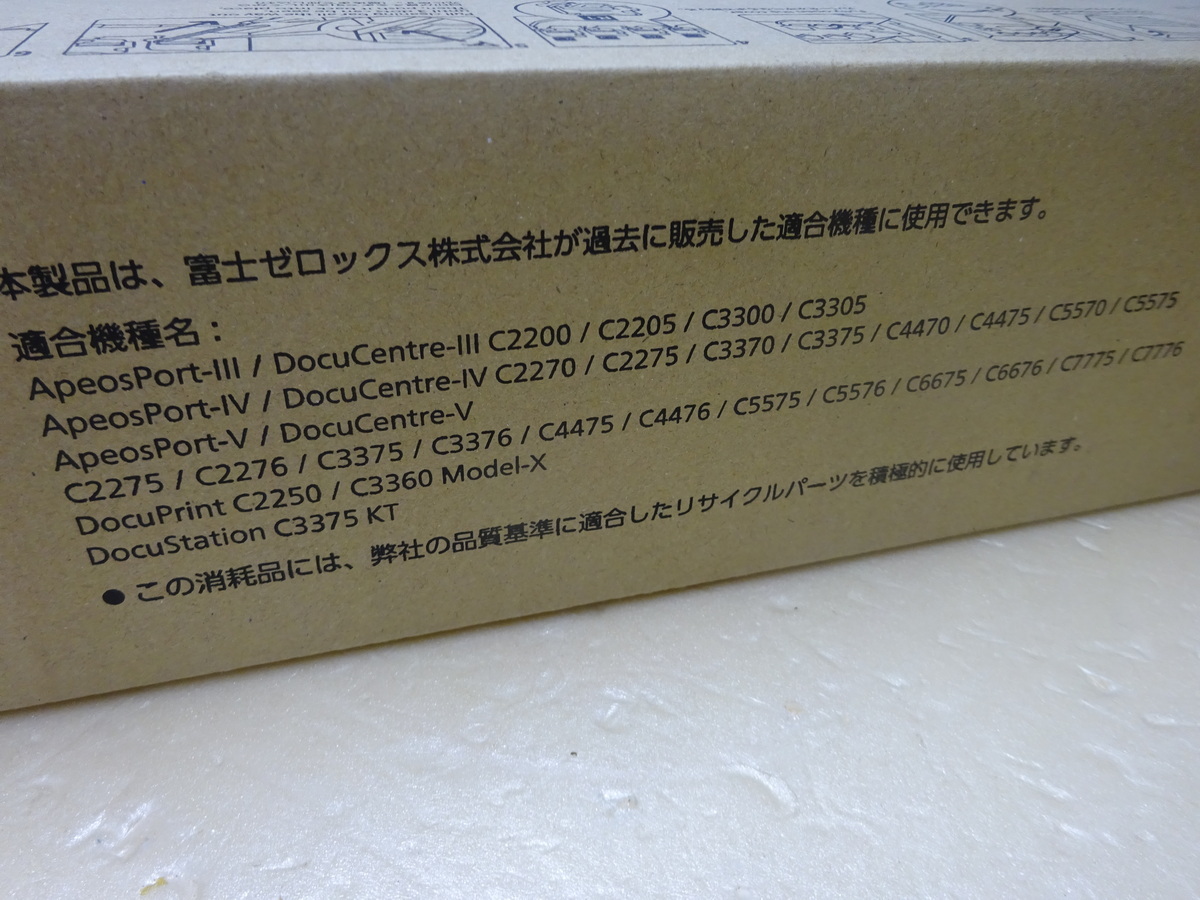 本製品は、富士ゼロックス株式会社が過去に販売した適合機種に使用できます。
適合機種名：
ApeosPort-III / DocuCentre-III C2200 / C2205 / C3300 / C3305
ApeosPort-IV / DocuCentre-IV C2270 / C2275 / C3370 / C3375 / C4470 / C4475 / C5570 / C5575
ApeosPort-V / DocuCentre-V
C2275 / C2276 / C3375 / C3376 / C4475 / C4476 / C5575 / C5576 / C6675 / C6676 / C7775 / C7776
DocuPrint C2250 / C3360 Model-X
DocuStation C3375 KT
● この消耗品には、弊社の品質基準に適合したリサイクルパーツを積極的に使用しています。